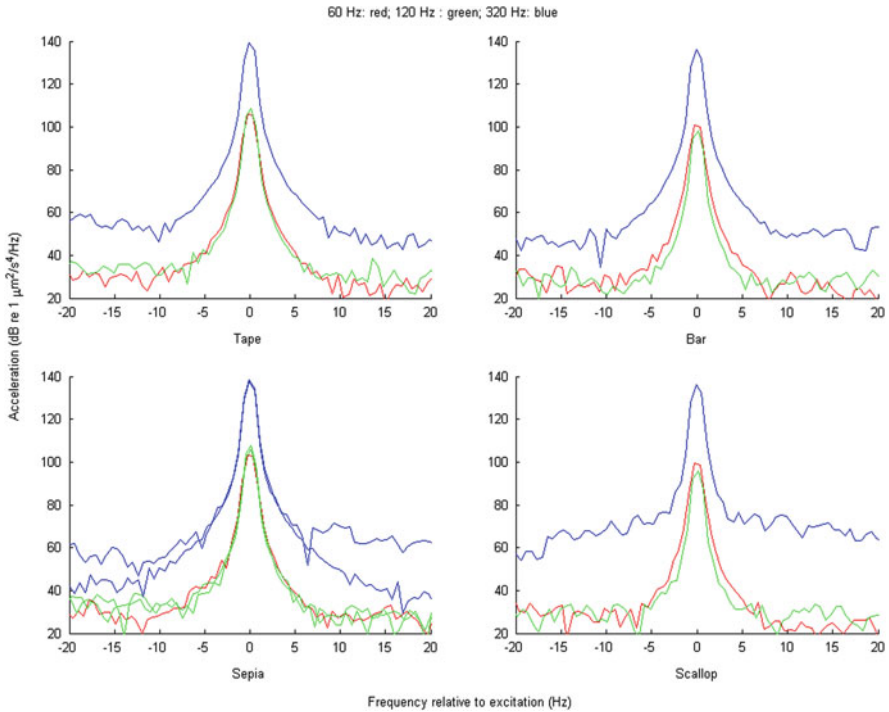 60 Hz: red; 120 Hz : green; 320 Hz: blue
140
120
100
80
60
40
20
-20 -15 -10 -5 0 5 10 15 20
Tape
140
120
100
80
60
40
20
-20 -15 -10 -5 0 5 10 15 20
Bar
Acceleration (dB re 1 μm²/s⁴/Hz)
140
120
100
80
60
40
20
-20 -15 -10 -5 0 5 10 15 20
Sepia
140
120
100
80
60
40
20
-20 -15 -10 -5 0 5 10 15 20
Scallop
Frequency relative to excitation (Hz)